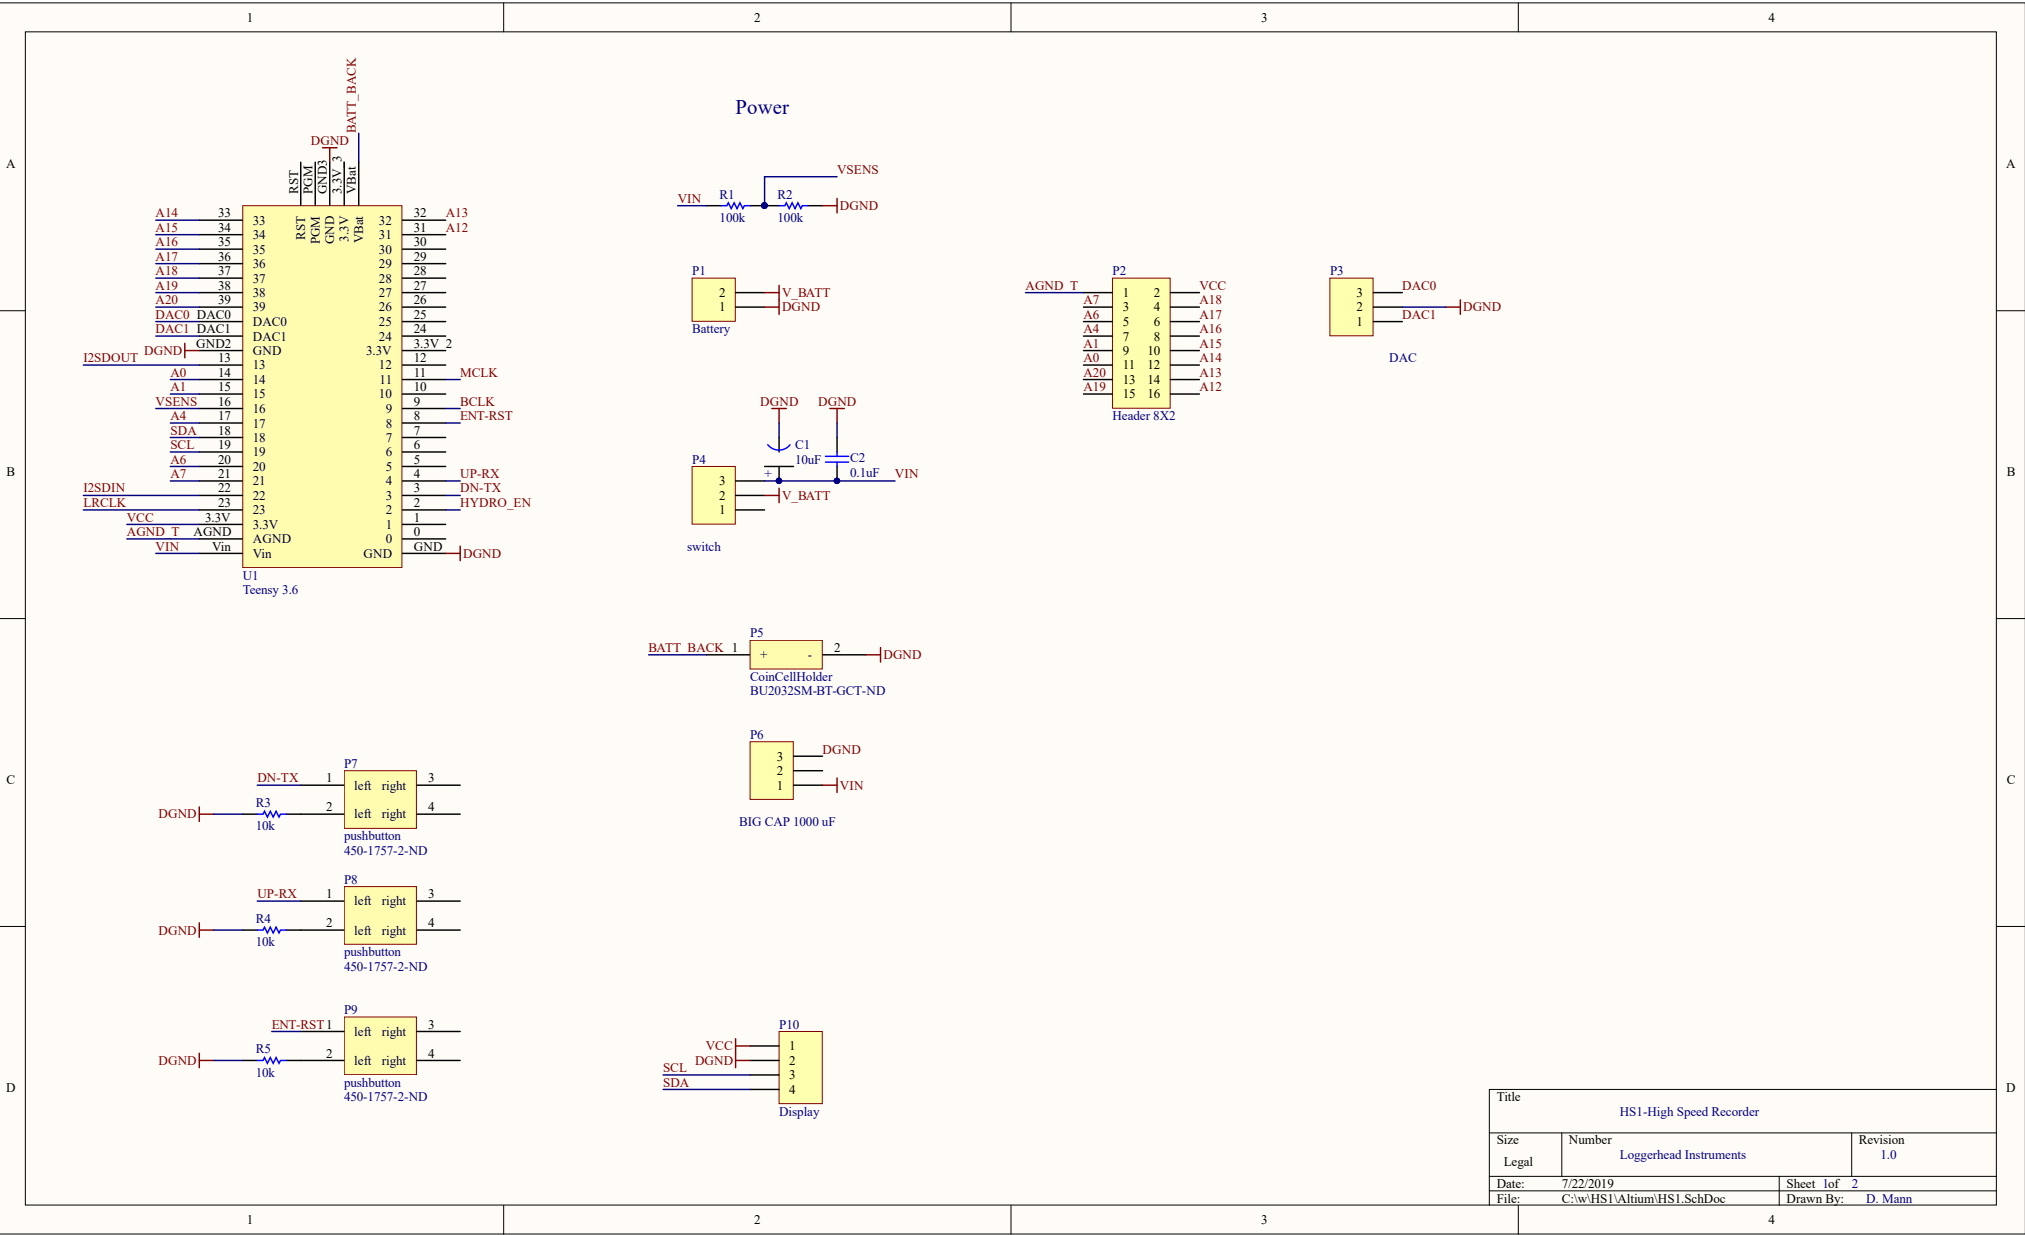 1 2 3 4
A A
B B
C C
D D
1 2 3 4
BATT_BACK
DGND
RST PGM GND3 3.3V_3 VBat
RST PGM GND 3.3V VBat
A14 33 33 32 32 A13
A15 34 34 31 31 A12
A16 35 35 30 30
A17 36 36 29 29
A18 37 37 28 28
A19 38 38 27 27
A20 39 39 26 26
DAC0 DAC0 DAC0 25 25
DAC1 DAC1 DAC1 24 24
DGND GND2 GND 3.3V 3.3V_2
I2SDOUT 13 13 12 12
A0 14 14 11 11 MCLK
A1 15 15 10 10
VSENS 16 16 9 9 BCLK
A4 17 17 8 8 ENT-RST
SDA 18 18 7 7
SCL 19 19 6 6
A6 20 20 5 5
A7 21 21 4 4 UP-RX
I2SDIN 22 22 3 3 DN-TX
LRCLK 23 23 2 2 HYDRO_EN
VCC 3.3V 3.3V 1 1
AGND_T AGND AGND 0 0
VIN Vin Vin GND GND DGND
U1
Teensy 3.6
Power
VSENS
VIN R1 R2 DGND
100k 100k
P1
2 V_BATT
1 DGND
Battery
P2
AGND_T 1 2 VCC
A7 3 4 A18
A6 5 6 A17
A4 7 8 A16
A1 9 10 A15
A0 11 12 A14
A20 13 14 A13
A19 15 16 A12
Header 8X2
P3
3 DAC0
2 DGND
1 DAC1
DAC
DGND DGND
C1
10uF
+
C2
0.1uF
VIN
P4
3
2 V_BATT
1
switch
P5
BATT_BACK 1 + - 2 DGND
CoinCellHolder
BU2032SM-BT-GCT-ND
P6
3 DGND
2
1 VIN
BIG CAP 1000 uF
P7
DN-TX 1 left right 3
DGND R3 2 left right 4
10k
pushbutton
450-1757-2-ND
P8
UP-RX 1 left right 3
DGND R4 2 left right 4
10k
pushbutton
450-1757-2-ND
P9
ENT-RST 1 left right 3
DGND R5 2 left right 4
10k
pushbutton
450-1757-2-ND
P10
VCC 1
DGND 2
SCL 3
SDA 4
Display
Title
HS1-High Speed Recorder
Size Number Revision
Legal Loggerhead Instruments 1.0
Date: 7/22/2019 Sheet 1of 2
File: C:\w\HS1\Altium\HS1.SchDoc Drawn By: D. Mann